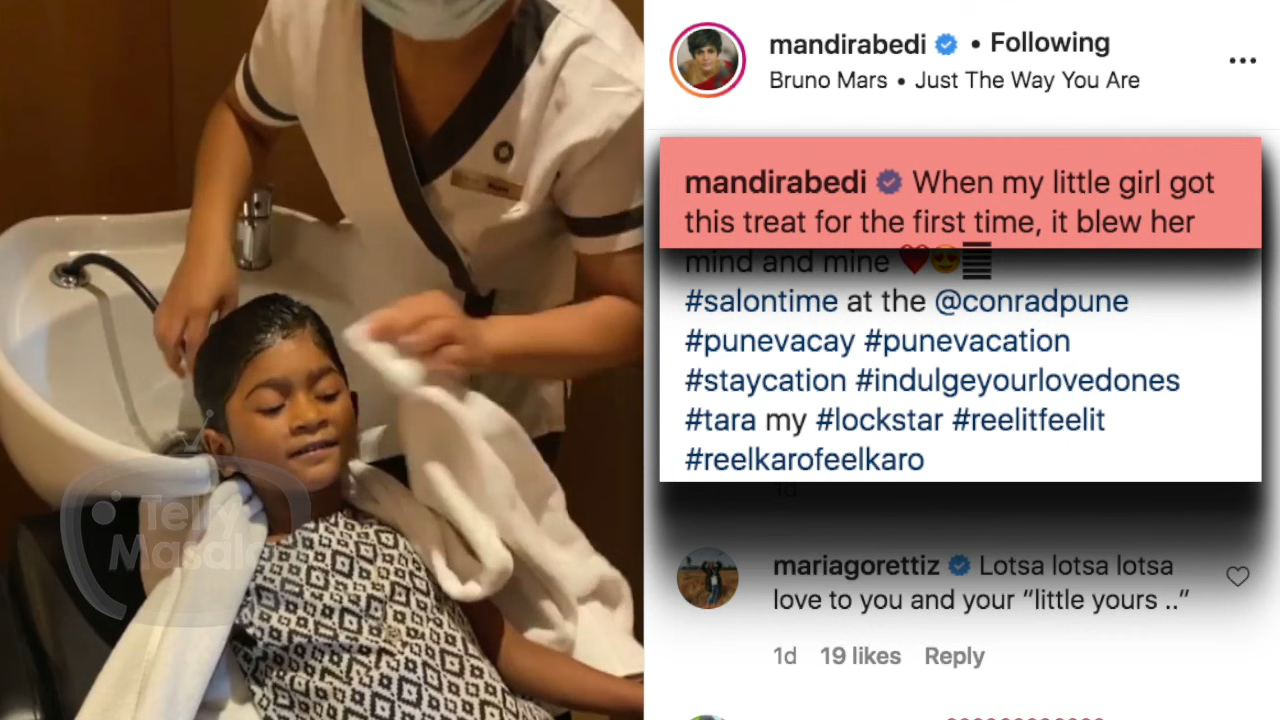 mandirabedi • Following
Bruno Mars • Just The Way You Are
mandirabedi When my little girl got
this treat for the first time, it blew her
mind and mine ❤️😍
#salontime at the @conradpune
#punevacay #punevacation
#staycation #indulgeyourlovedones
#tara my #lockstar #reelitfeelit
#reelkarofeelkaro
1d
mariagorettiz Lotsa lotsa lotsa
love to you and your “little yours ..”
1d 19 likes Reply
Telly
Masala